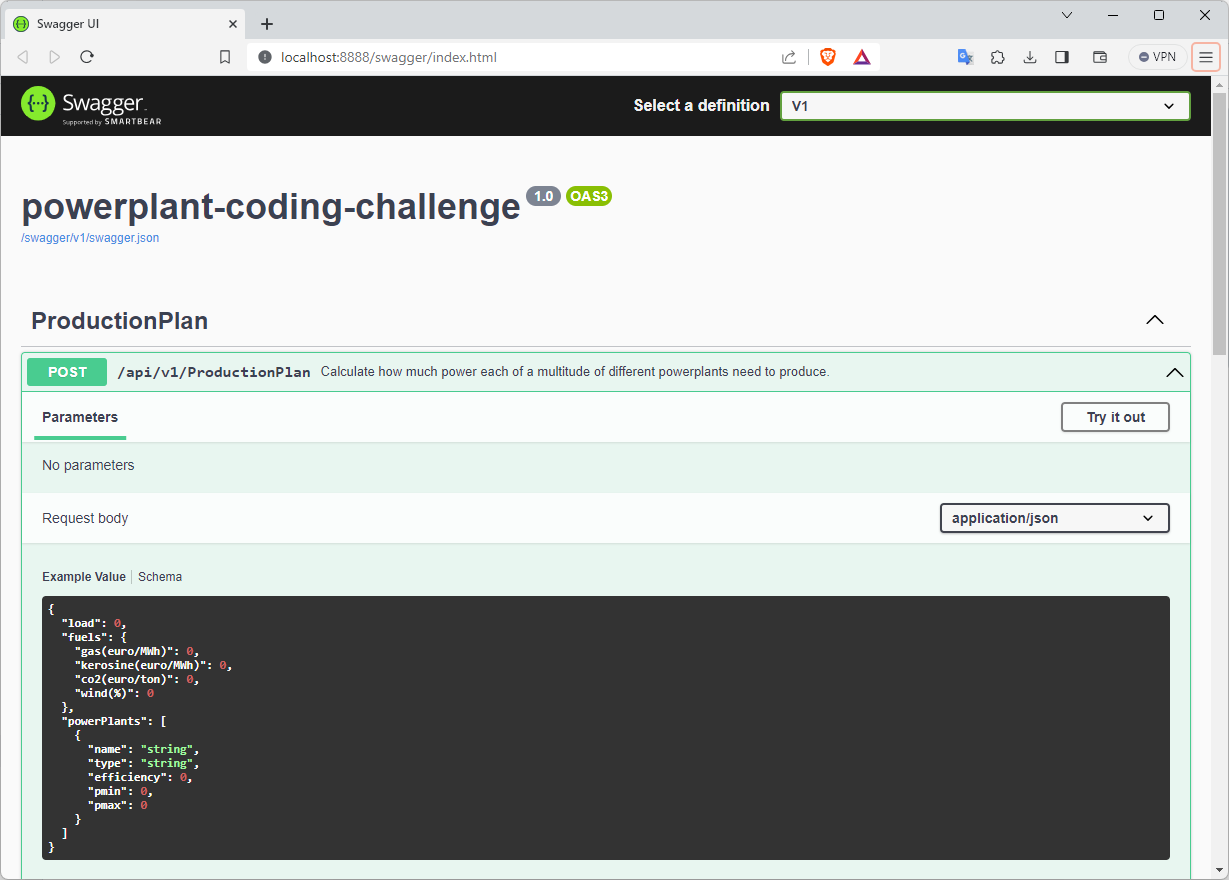 Swagger UI
localhost:8888/swagger/index.html
VPN
Swagger
Supported by SMARTBEAR
Select a definition
V1
powerplant-coding-challenge 1.0 OAS3
/swagger/v1/swagger.json
ProductionPlan
POST /api/v1/ProductionPlan Calculate how much power each of a multitude of different powerplants need to produce.
Parameters
Try it out
No parameters
Request body
application/json
Example Value Schema
{
  "load": 0,
  "fuels": {
    "gas(euro/MWh)": 0,
    "kerosine(euro/MWh)": 0,
    "co2(euro/ton)": 0,
    "wind(%)": 0
  },
  "powerPlants": [
    {
      "name": "string",
      "type": "string",
      "efficiency": 0,
      "pmin": 0,
      "pmax": 0
    }
  ]
}